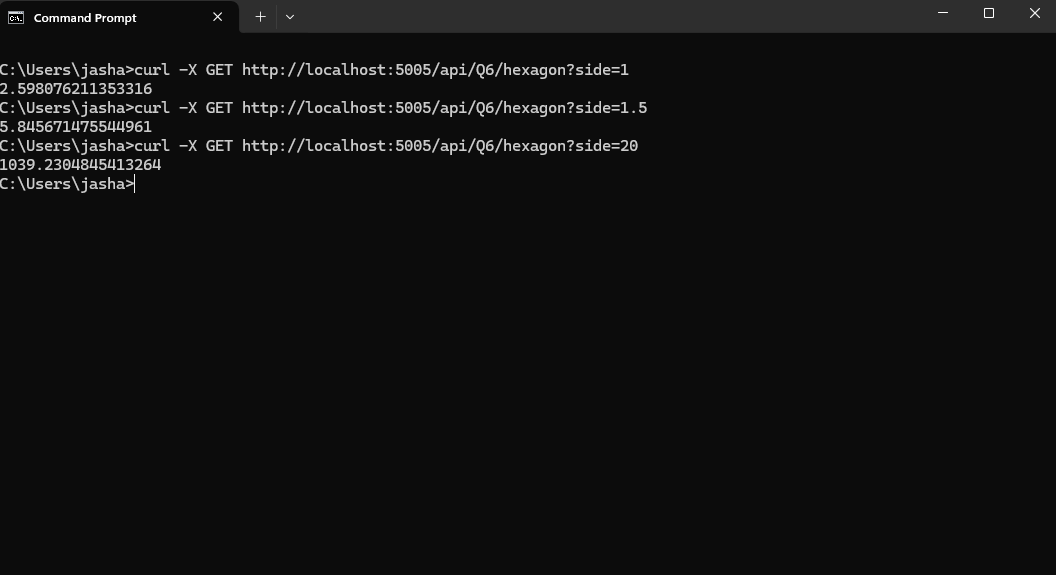 Command Prompt
C:\Users\jasha>curl -X GET http://localhost:5005/api/Q6/hexagon?side=1
2.598076211353316
C:\Users\jasha>curl -X GET http://localhost:5005/api/Q6/hexagon?side=1.5
5.845671475544961
C:\Users\jasha>curl -X GET http://localhost:5005/api/Q6/hexagon?side=20
1039.2304845413264
C:\Users\jasha>